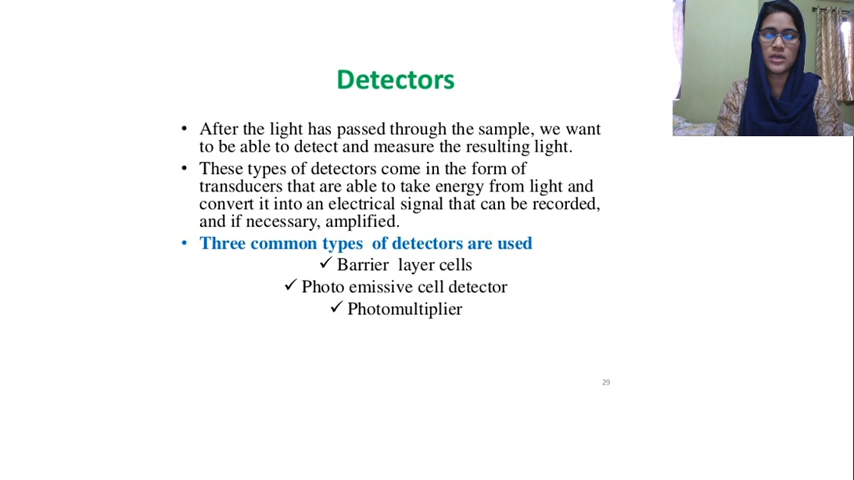 Detectors
• After the light has passed through the sample, we want
to be able to detect and measure the resulting light.
• These types of detectors come in the form of
transducers that are able to take energy from light and
convert it into an electrical signal that can be recorded,
and if necessary, amplified.
• Three common types of detectors are used
✓ Barrier layer cells
✓ Photo emissive cell detector
✓ Photomultiplier
29